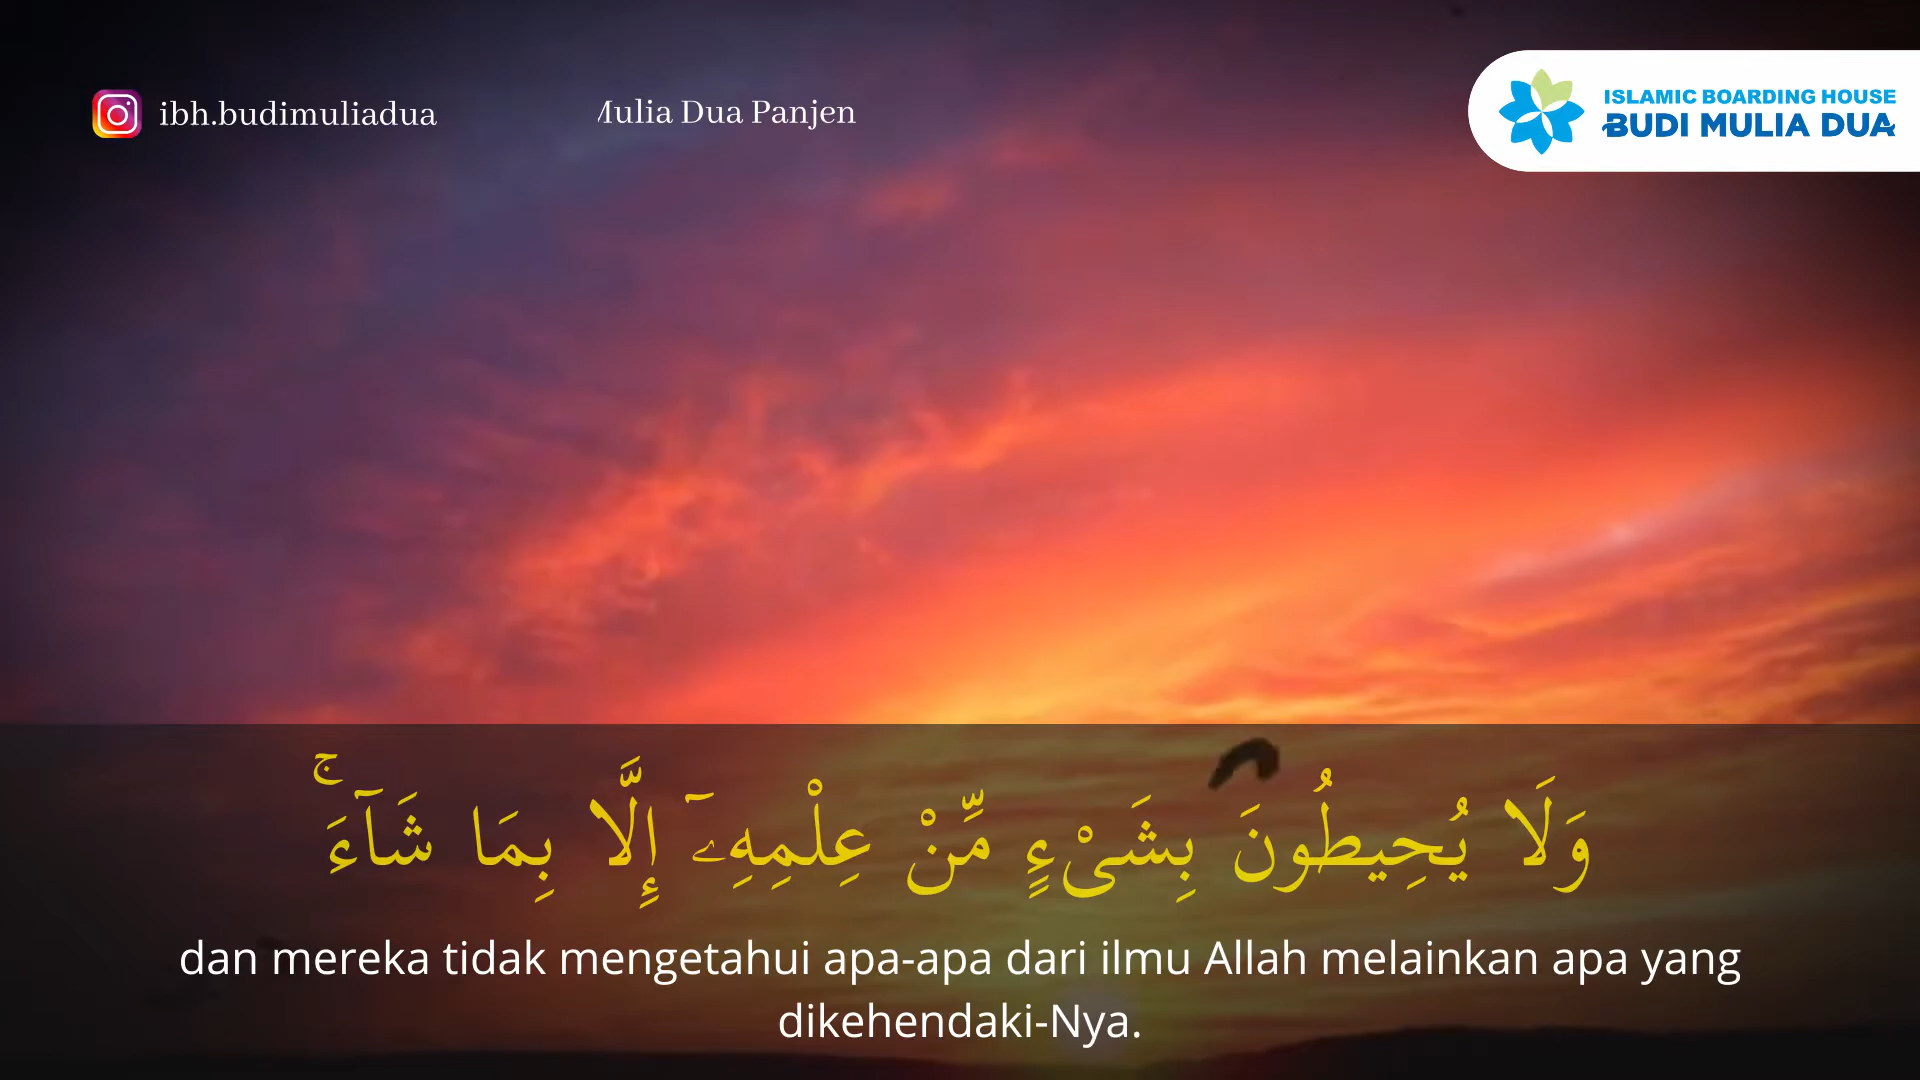 ibh.budimuliadua
Mulia Dua Panjen
ISLAMIC BOARDING HOUSE
BUDI MULIA DUA
وَلَا يُحِيطُونَ بِشَىْءٍ مِّنْ عِلْمِهِۦٓ إِلَّا بِمَا شَآءَ ۚ
dan mereka tidak mengetahui apa-apa dari ilmu Allah melainkan apa yang
dikehendaki-Nya.